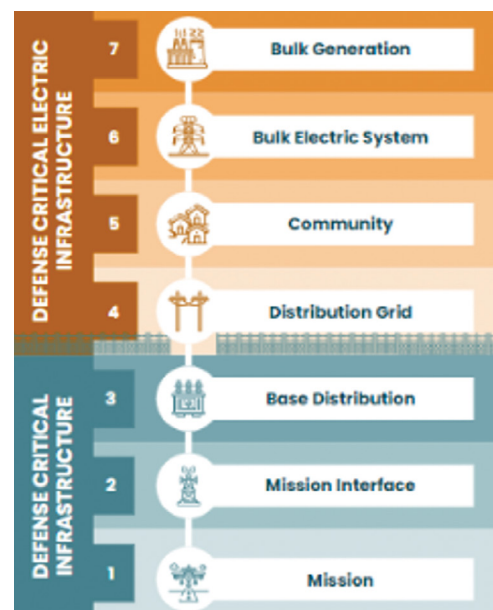 DEFENSE CRITICAL ELECTRIC
INFRASTRUCTURE
7
Bulk Generation
6
Bulk Electric System
5
Community
4
Distribution Grid
DEFENSE CRITICAL
INFRASTRUCTURE
3
Base Distribution
2
Mission Interface
1
Mission